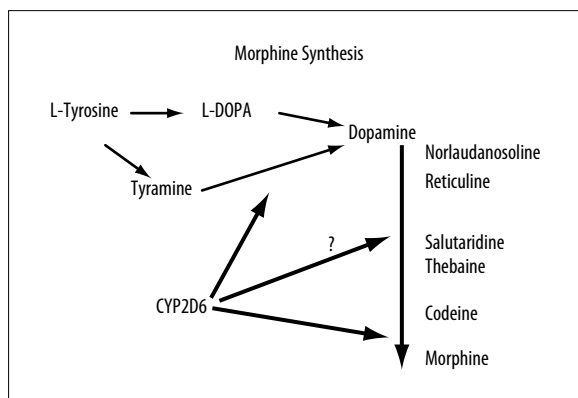 Morphine Synthesis
L-Tyrosine
L-DOPA
Dopamine
Norlaudanosoline
Tyramine
Reticuline
?
Salutaridine
Thebaine
CYP2D6
Codeine
Morphine